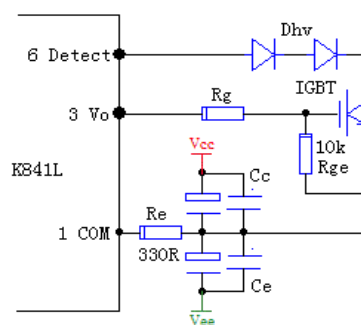 Dhv
6 Detect
IGBT
Rg
3 Vo
10k
Rge
Vcc
K841L
Cc
Re
1 COM
330R
Ce
Vee